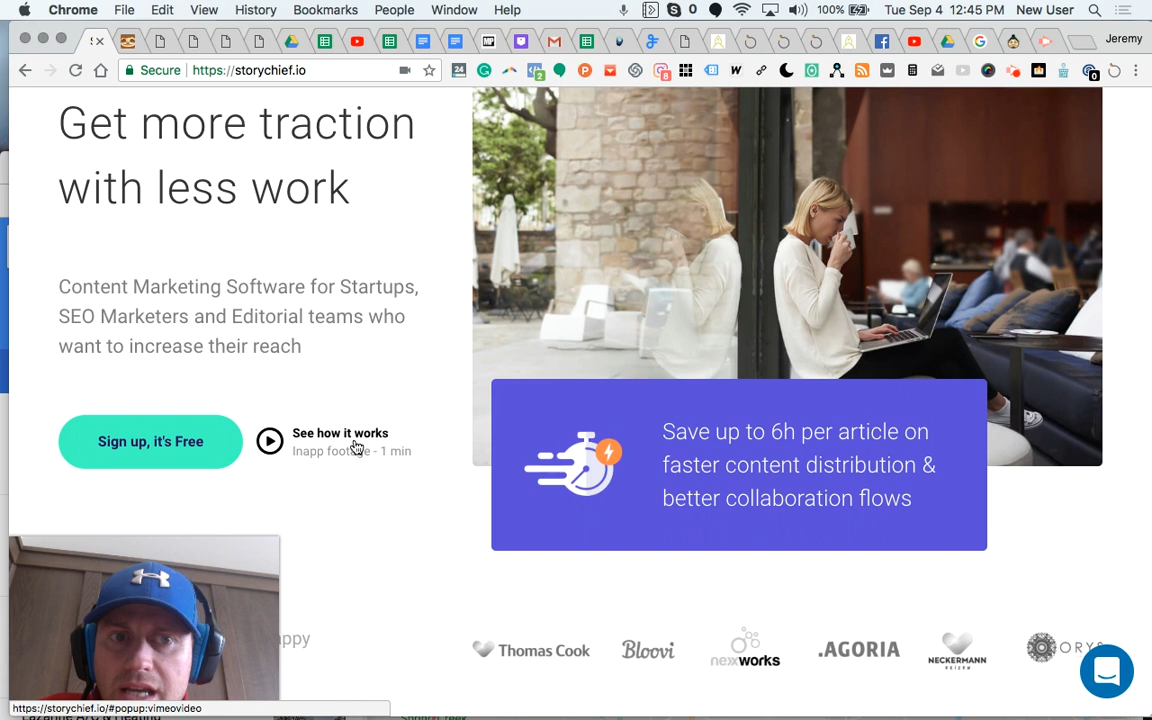 Chrome File Edit View History Bookmarks People Window Help
0 100% Tue Sep 4 12:45 PM New User
Jeremy
Secure https://storychief.io
Get more traction
with less work
Content Marketing Software for Startups,
SEO Marketers and Editorial teams who
want to increase their reach
Sign up, it's Free
See how it works
Inapp footage - 1 min
Save up to 6h per article on
faster content distribution &
better collaboration flows
Thomas Cook
Bloovi
nexxworks
.AGORIA
NECKERMANN
REIZEN
https://storychief.io/#popup:vimeovideo